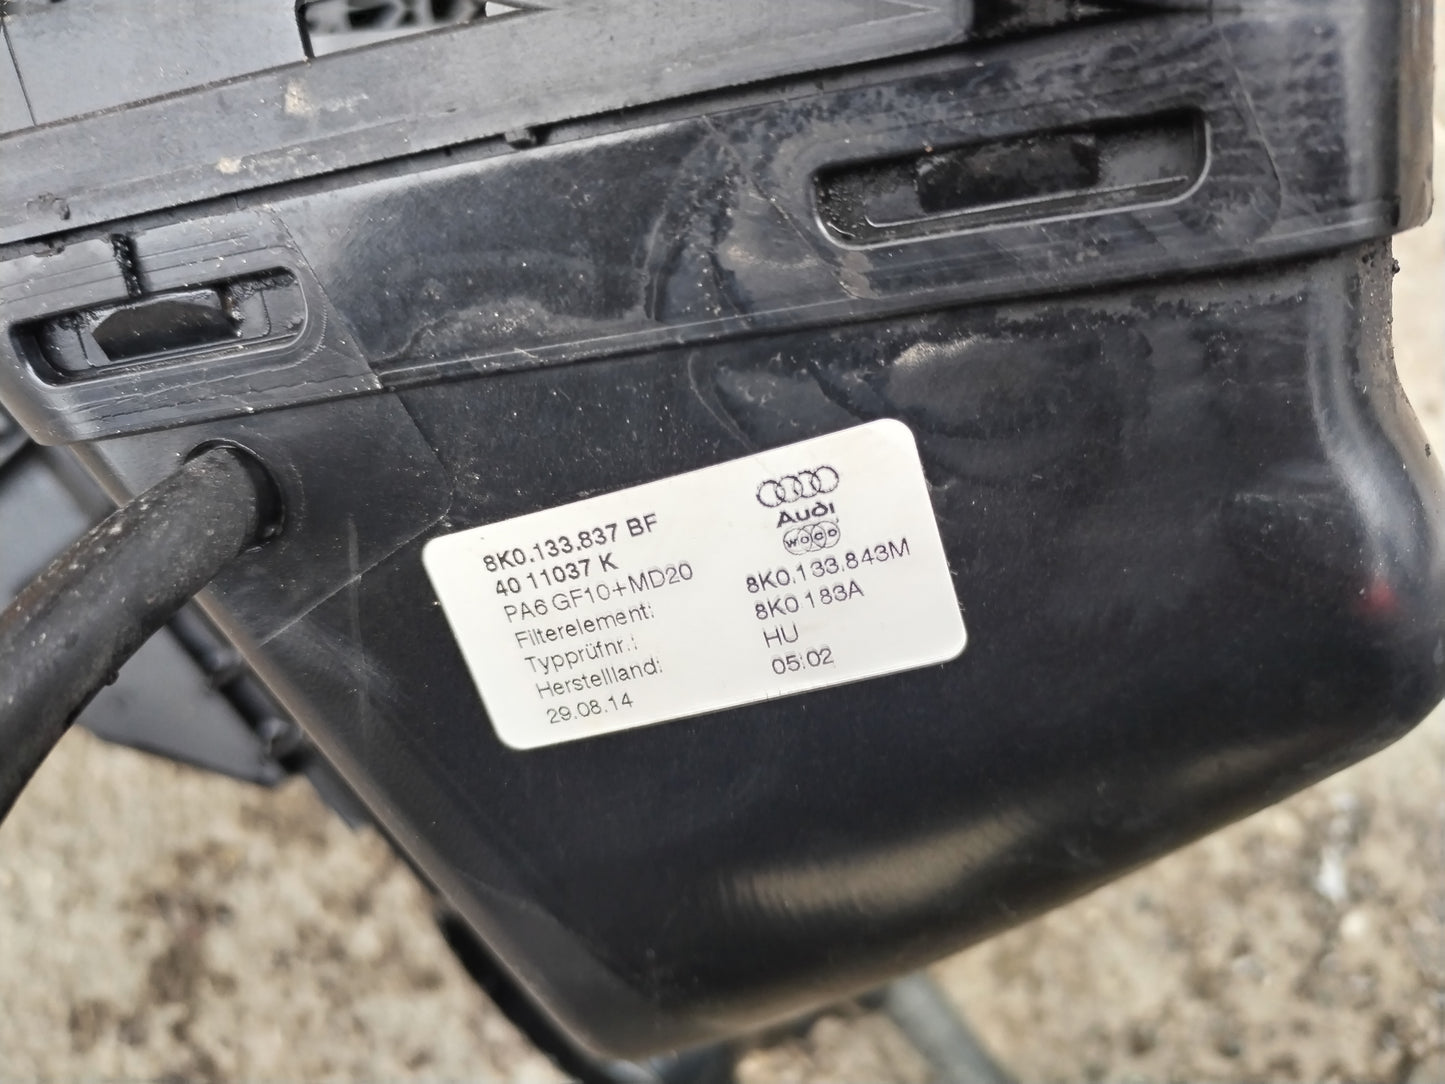 8K0.133.837 BF
40 11037 K
PA6 GF10+MD20
Filterelement:
Typprüfnr.:
Herstellland:
29.08.14
Audi
WOCO
8K0.133.843M
8K0 183A
HU
05:02